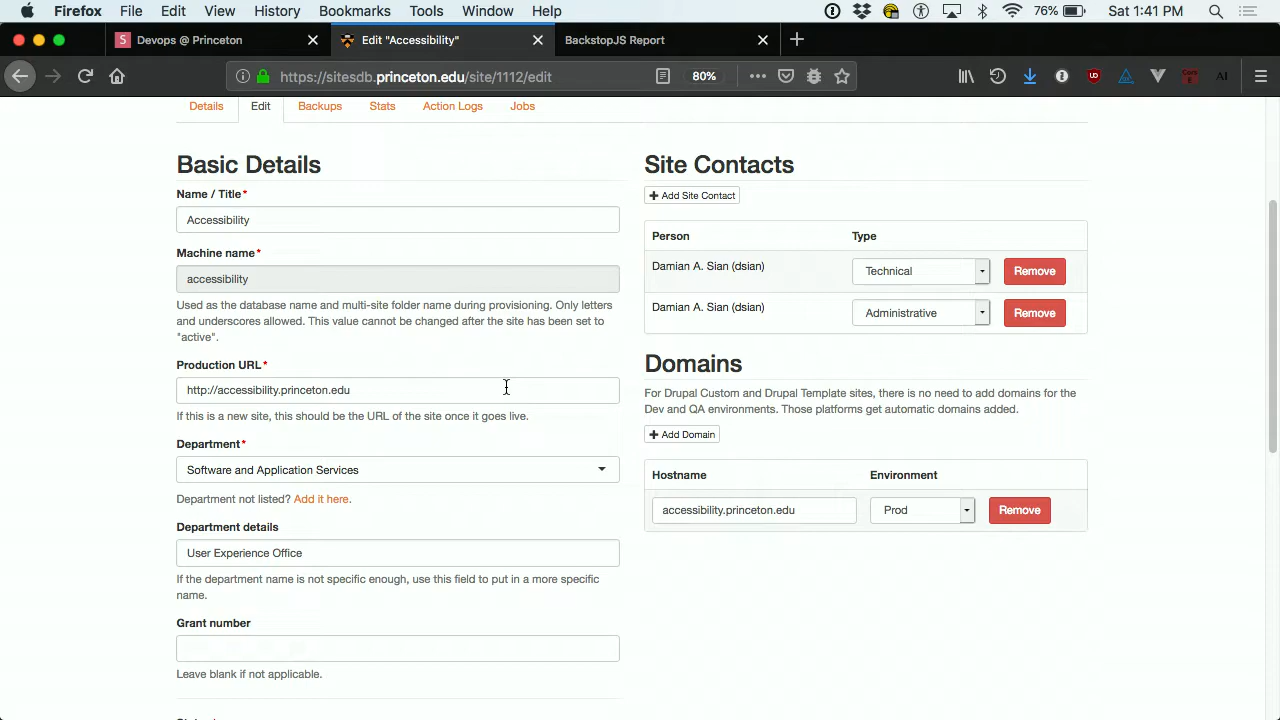 Firefox File Edit View History Bookmarks Tools Window Help 76% Sat 1:41 PM
S Devops @ Princeton Edit "Accessibility" BackstopJS Report
https://sitesdb.princeton.edu/site/1112/edit 80%
Details Edit Backups Stats Action Logs Jobs
Basic Details
Name / Title*
Accessibility
Machine name*
accessibility
Used as the database name and multi-site folder name during provisioning. Only letters
and underscores allowed. This value cannot be changed after the site has been set to
"active".
Production URL*
http://accessibility.princeton.edu
If this is a new site, this should be the URL of the site once it goes live.
Department*
Software and Application Services
Department not listed? Add it here.
Department details
User Experience Office
If the department name is not specific enough, use this field to put in a more specific
name.
Grant number
Leave blank if not applicable.
Site Contacts
+ Add Site Contact
Person Type
Damian A. Sian (dsian) Technical Remove
Damian A. Sian (dsian) Administrative Remove
Domains
For Drupal Custom and Drupal Template sites, there is no need to add domains for the
Dev and QA environments. Those platforms get automatic domains added.
+ Add Domain
Hostname Environment
accessibility.princeton.edu Prod Remove